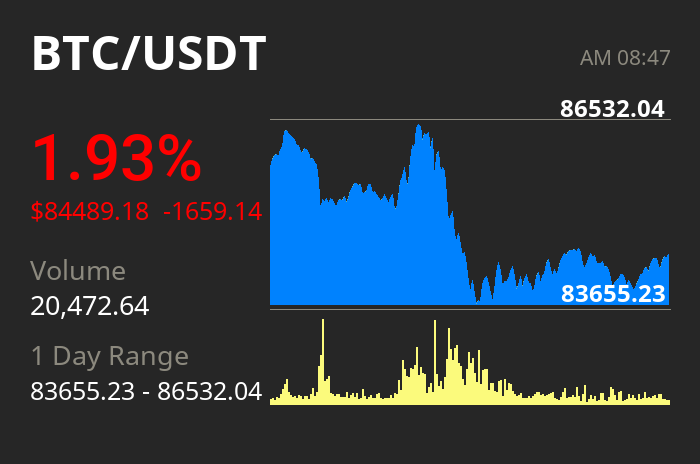 BTC/USDT
AM 08:47
86532.04
1.93%
$84489.18 -1659.14
Volume
20,472.64
83655.23
1 Day Range
83655.23 - 86532.04